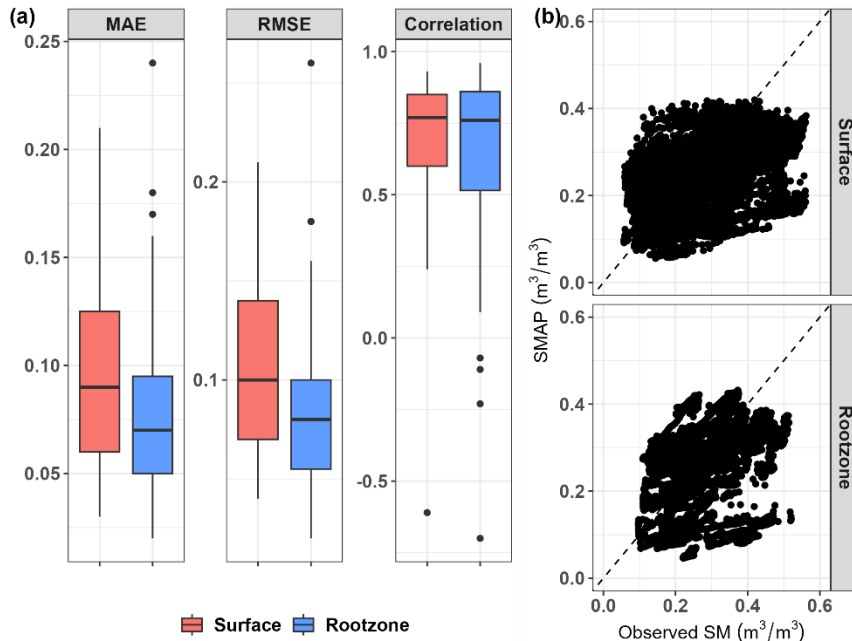 (a)
MAE
RMSE
Correlation
0.25
0.20
0.15
0.10
0.05
0.2
0.1
1.0
0.5
0.0
-0.5
Surface
Rootzone
(b)
0.6
0.4
0.2
0.0
Surface
0.6
0.4
0.2
0.0
Rootzone
SMAP (m³/m³)
0.0
0.2
0.4
0.6
Observed SM (m³/m³)